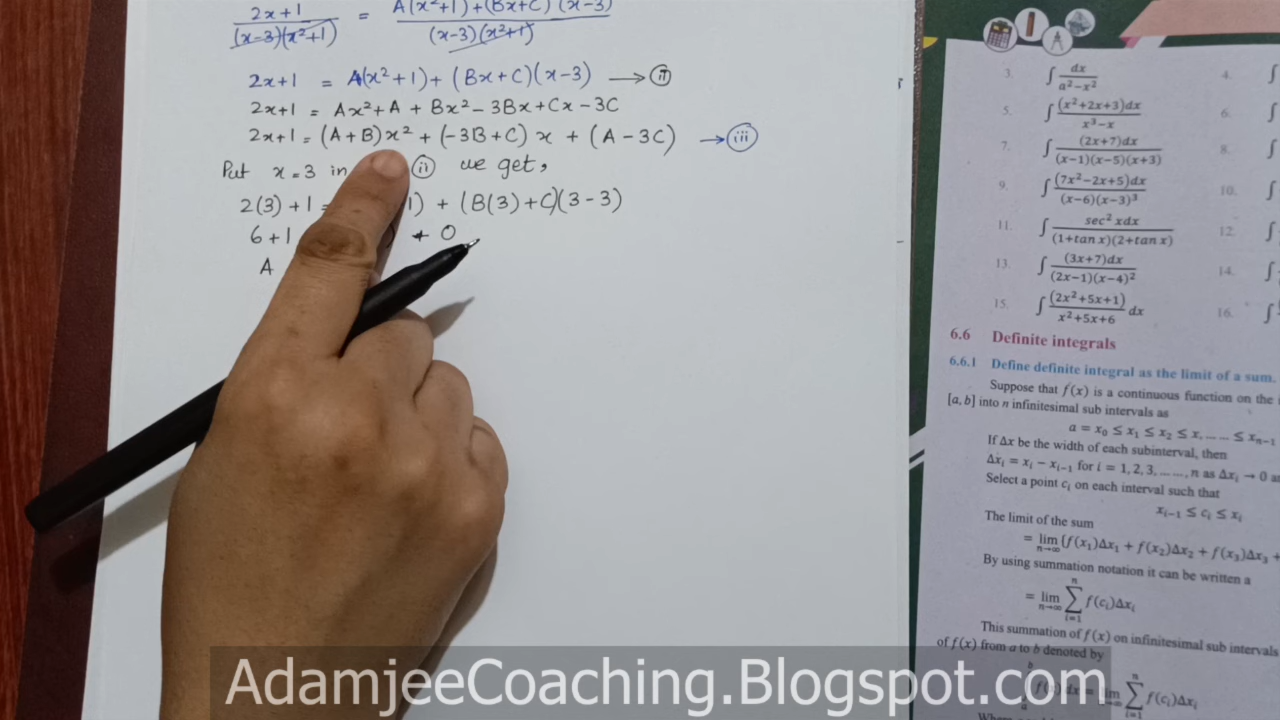 2x+1 / (x-3)(x²+1) = A(x²+1)+(Bx+C)(x-3) / (x-3)(x²+1)
2x+1 = A(x²+1)+(Bx+C)(x-3) → ii
2x+1 = Ax²+A+Bx²-3Bx+Cx-3C
2x+1 = (A+B)x²+(-3B+C)x+(A-3C) → iii
Put x=3 in ii we get,
2(3)+1 = 1)+(B(3)+C)(3-3)
6+1 + 0
A
3. ∫ dx / a²-x² 4. ∫
5. ∫ (x²+2x+3)dx / x³-x 6. ∫
7. ∫ (2x+7)dx / (x-1)(x-5)(x+3) 8. ∫
9. ∫ (7x²-2x+5)dx / (x-6)(x-3)³ 10. ∫
11. ∫ sec²xdx / (1+tan x)(2+tan x) 12. ∫
13. ∫ (3x+7)dx / (2x-1)(x-4)² 14. ∫
15. ∫ (2x²+5x+1) / x²+5x+6 dx 16. ∫
6.6 Definite integrals
6.6.1 Define definite integral as the limit of a sum.
Suppose that f(x) is a continuous function on the
[a, b] into n infinitesimal sub intervals as
a = x₀ ≤ x₁ ≤ x₂ ≤ x, ... ... ≤ xₙ₋₁
If Δx be the width of each subinterval, then
Δxᵢ = xᵢ − xᵢ₋₁ for i = 1, 2, 3, ... ..., n as Δxᵢ → 0
Select a point cᵢ on each interval such that
xᵢ₋₁ ≤ cᵢ ≤ xᵢ
The limit of the sum
= lim n→∞ (f(x₁)Δx₁ + f(x₂)Δx₂ + f(x₃)Δx₃ +
By using summation notation it can be written a
= lim n→∞ ∑ n i=1 f(cᵢ)Δxᵢ
This summation of f(x) on infinitesimal sub intervals
of f(x) from a to b denoted by
∫ b a f(x) dx = lim n→∞ ∑ n i=1 f(cᵢ)Δxᵢ
AdamjeeCoaching.Blogspot.com